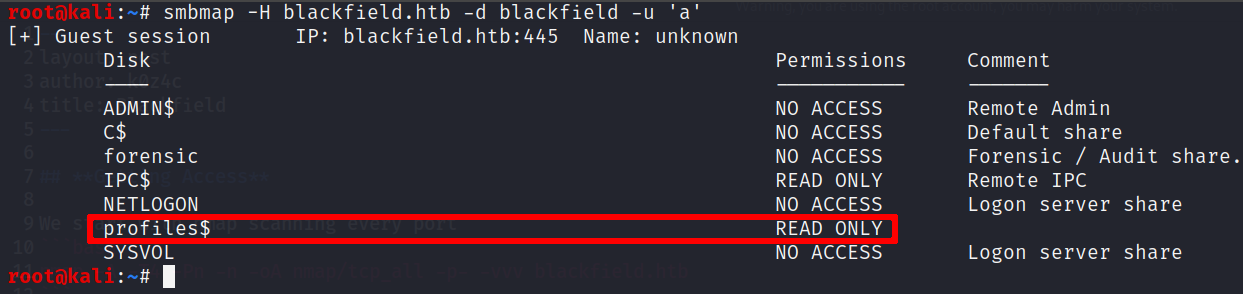 root@kali:~# smbmap -H blackfield.htb -d blackfield -u 'a'
[+] Guest session IP: blackfield.htb:445 Name: unknown
Disk Permissions Comment
---- ----------- -------
ADMIN$ NO ACCESS Remote Admin
C$ NO ACCESS Default share
forensic NO ACCESS Forensic / Audit share.
IPC$ READ ONLY Remote IPC
NETLOGON NO ACCESS Logon server share
profiles$ READ ONLY
SYSVOL NO ACCESS Logon server share
root@kali:~#